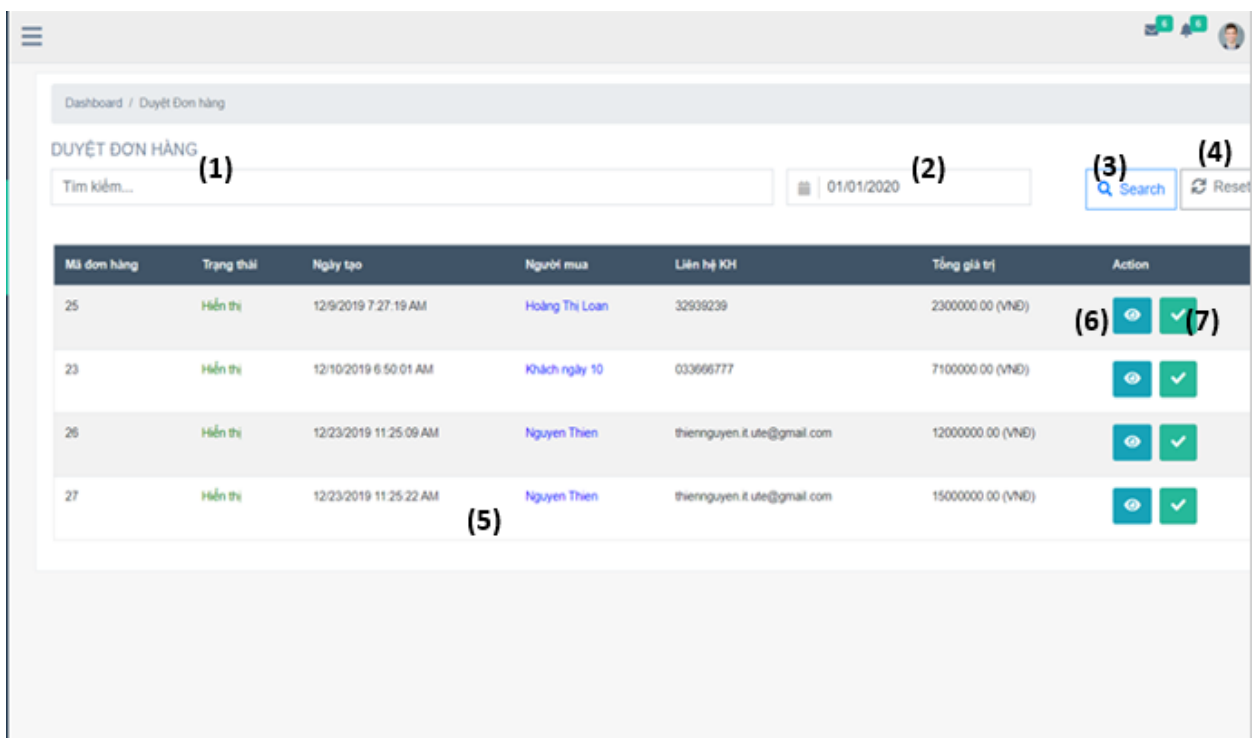 6 6
Dashboard / Duyệt Đơn hàng
DUYỆT ĐƠN HÀNG
(1) (2) (3) (4)
Tìm kiếm... 01/01/2020 Search Reset
Mã đơn hàng Trạng thái Ngày tạo Người mua Liên hệ KH Tổng giá trị Action
25 Hiển thị 12/9/2019 7:27:19 AM Hoàng Thị Loan 32939239 2300000.00 (VNĐ) (6) (7)
23 Hiển thị 12/10/2019 6:50:01 AM Khách ngày 10 033666777 7100000.00 (VNĐ)
26 Hiển thị 12/23/2019 11:25:09 AM Nguyen Thien thiennguyen.it.ute@gmail.com 12000000.00 (VNĐ)
27 Hiển thị 12/23/2019 11:25:22 AM Nguyen Thien thiennguyen.it.ute@gmail.com 15000000.00 (VNĐ)
(5)